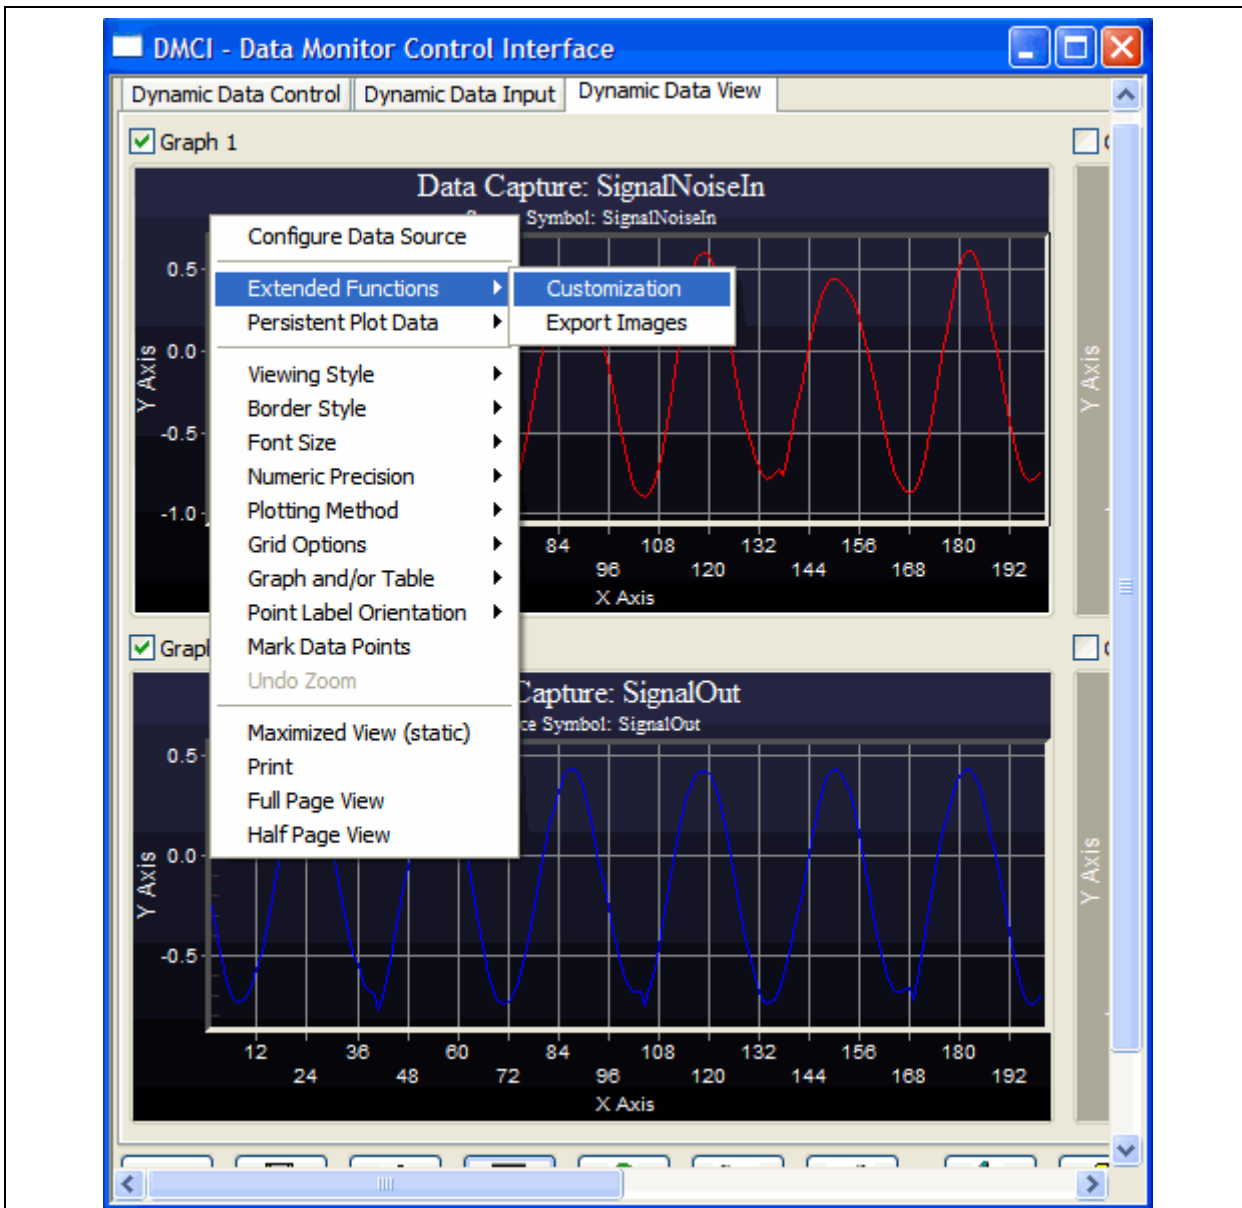 DMCI - Data Monitor Control Interface
Dynamic Data Control
Dynamic Data Input
Dynamic Data View
Graph 1
Data Capture: SignalNoiseIn
Symbol: SignalNoiseIn
Configure Data Source
Extended Functions
Persistent Plot Data
Viewing Style
Border Style
Font Size
Numeric Precision
Plotting Method
Grid Options
Graph and/or Table
Point Label Orientation
Mark Data Points
Undo Zoom
Maximized View (static)
Print
Full Page View
Half Page View
Customization
Export Images
0.5
0.0
-0.5
-1.0
Y Axis
84 108 132 156 180
96 120 144 168 192
X Axis
Y Axis
Capture: SignalOut
Symbol: SignalOut
0.5
0.0
-0.5
Y Axis
12 36 60 84 108 132 156 180
24 48 72 96 120 144 168 192
X Axis
Y Axis